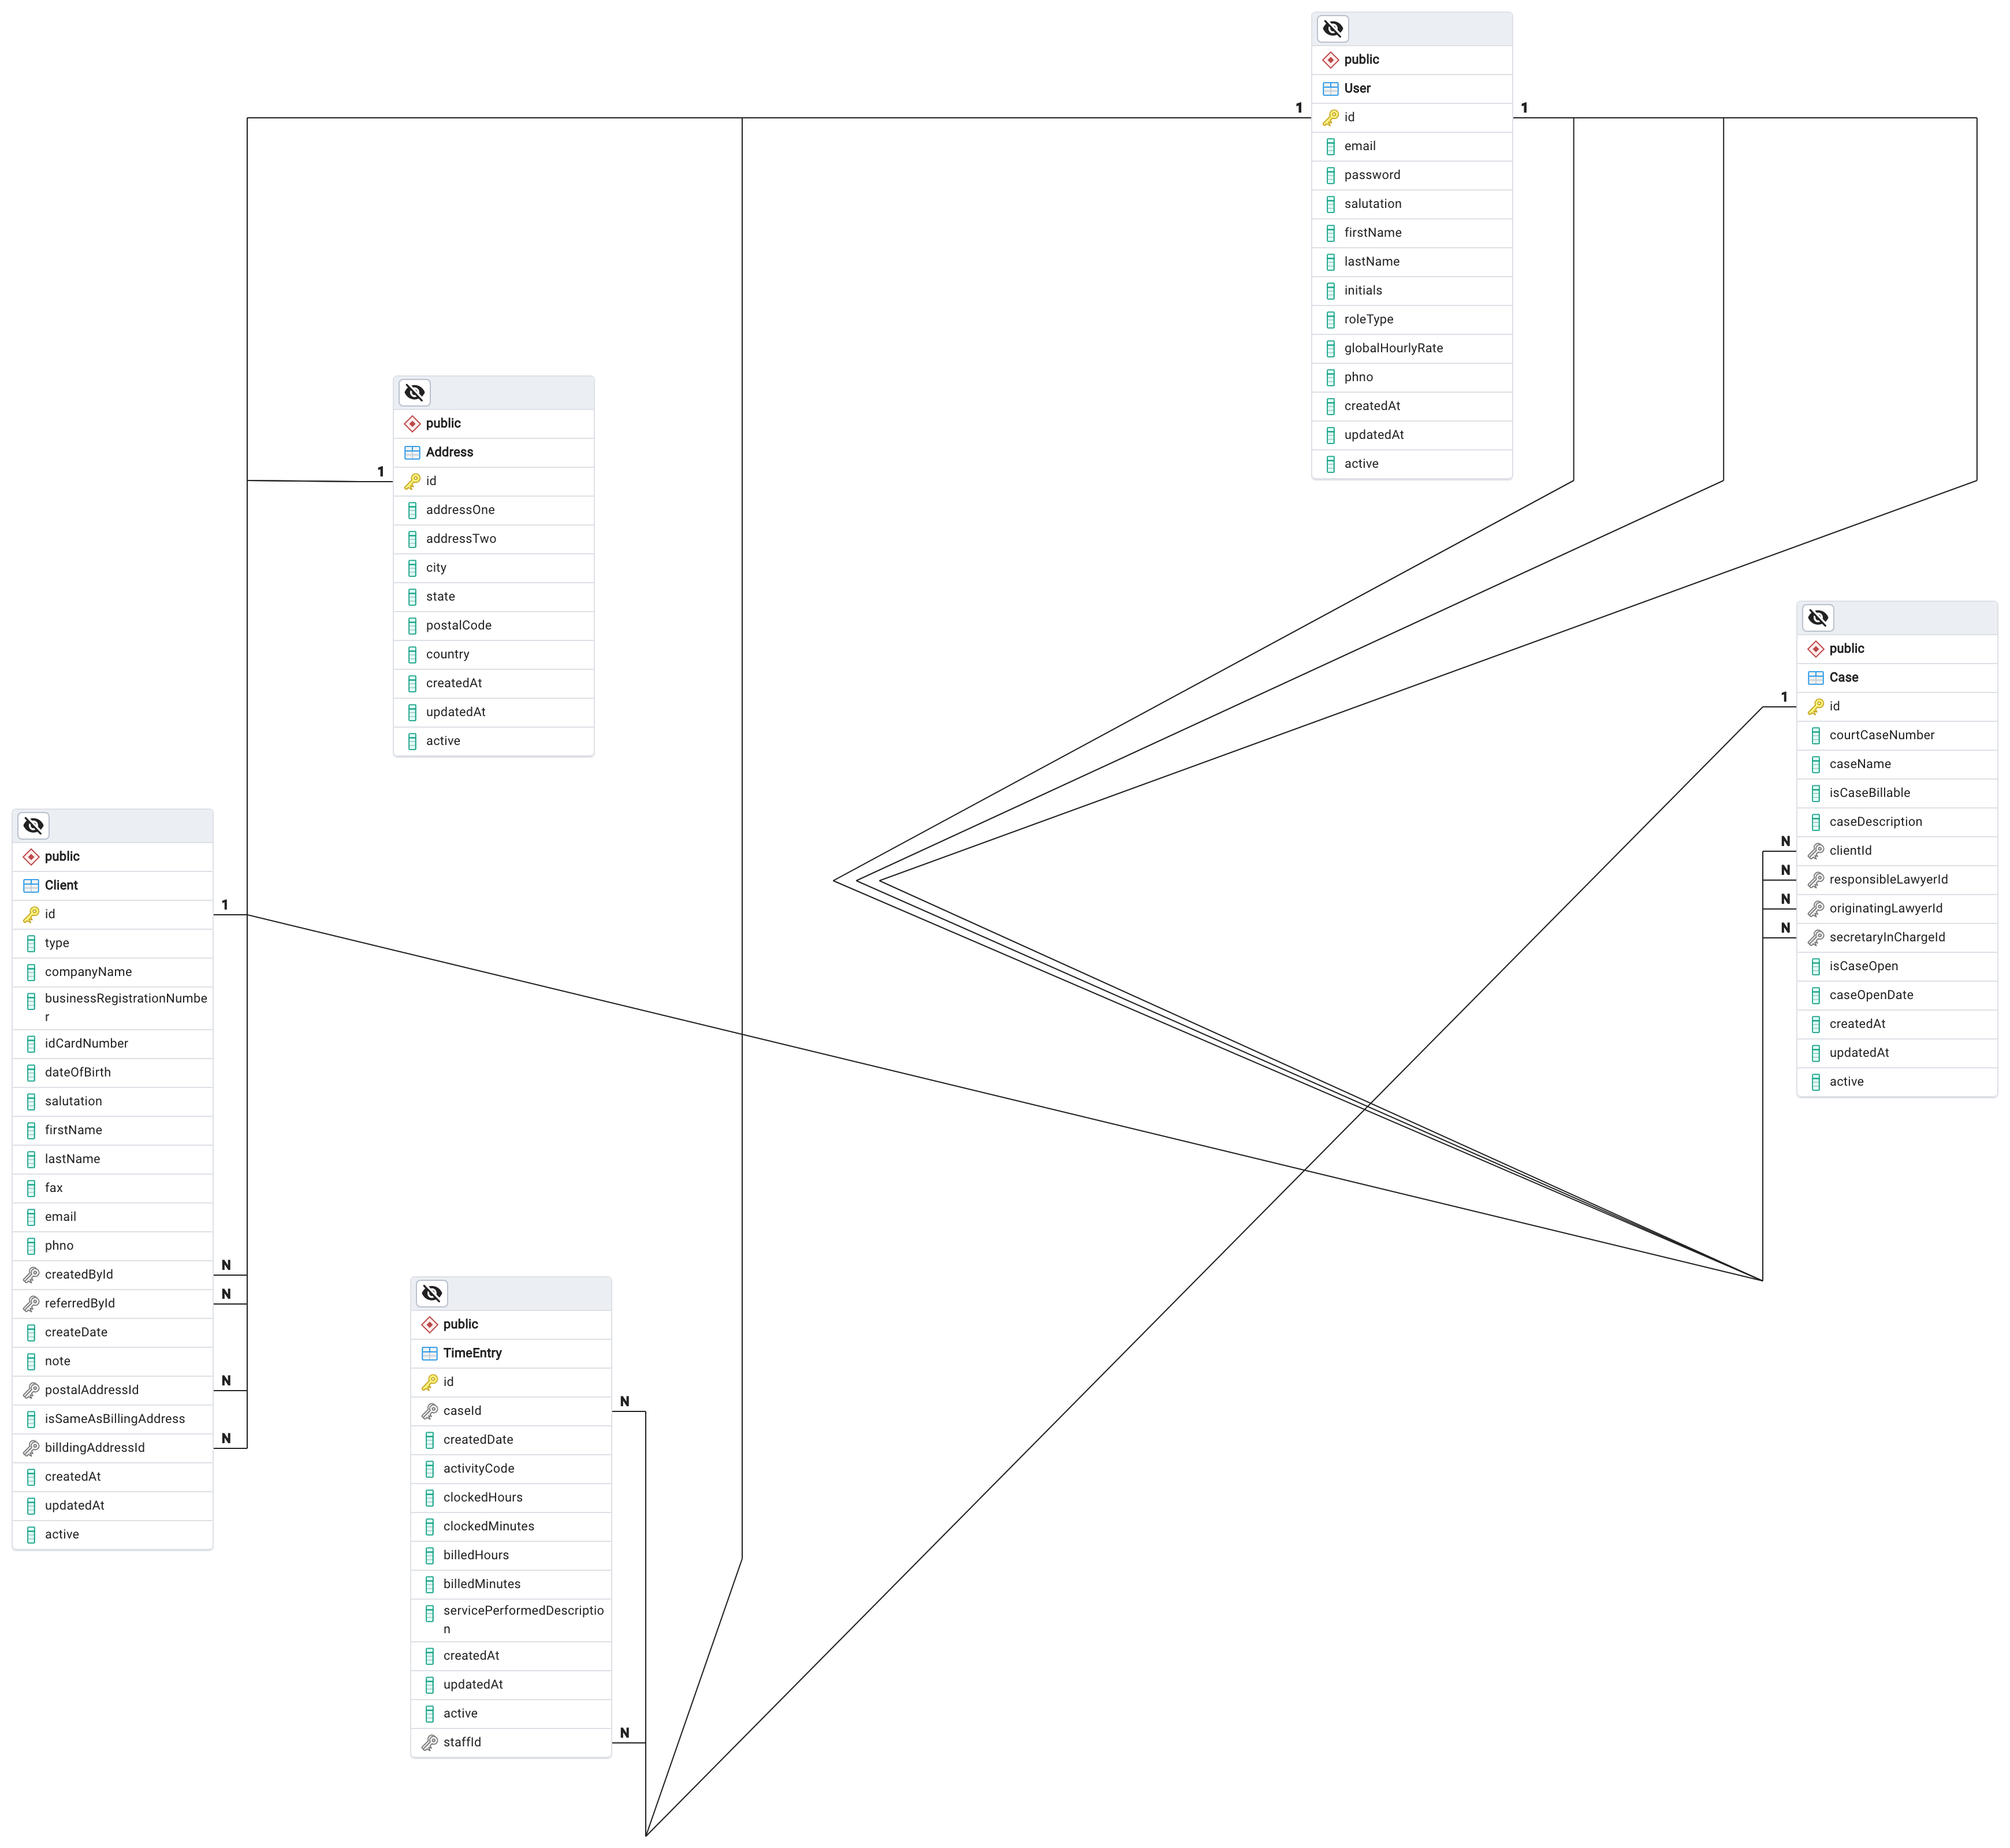 public
User
1
1
id
email
password
salutation
firstName
lastName
initials
roleType
globalHourlyRate
phno
createdAt
updatedAt
active
public
Address
1
id
addressOne
addressTwo
city
state
postalCode
country
createdAt
updatedAt
active
public
Case
1
id
courtCaseNumber
caseName
isCaseBillable
caseDescription
N
clientId
N
responsibleLawyerId
N
originatingLawyerId
N
secretaryInChargeId
isCaseOpen
caseOpenDate
createdAt
updatedAt
active
public
Client
id
1
type
companyName
businessRegistrationNumbe
r
idCardNumber
dateOfBirth
salutation
firstName
lastName
fax
email
phno
createdById
N
referredById
N
createDate
note
postalAddressId
N
isSameAsBillingAddress
billdingAddressId
N
createdAt
updatedAt
active
public
TimeEntry
id
caseId
N
createdDate
activityCode
clockedHours
clockedMinutes
billedHours
billedMinutes
servicePerformedDescriptio
n
createdAt
updatedAt
active
staffId
N